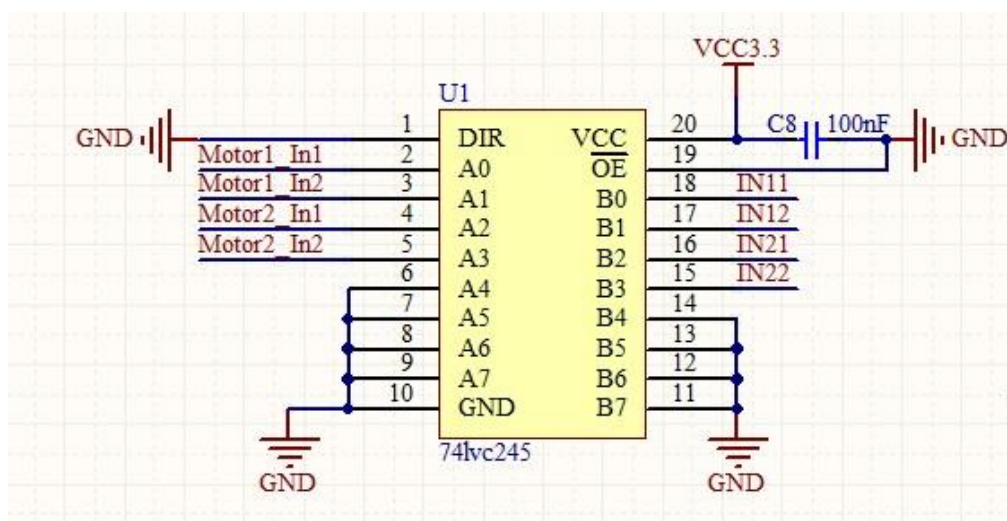 VCC3.3
U1
GND 1 DIR VCC 20 C8 100nF GND
Motor1_In1 2 A0 OE 19
Motor1_In2 3 A1 B0 18 IN11
Motor2_In1 4 A2 B1 17 IN12
Motor2_In2 5 A3 B2 16 IN21
6 A4 B3 15 IN22
7 A5 B4 14
8 A6 B5 13
9 A7 B6 12
10 GND B7 11
74lvc245
GND GND